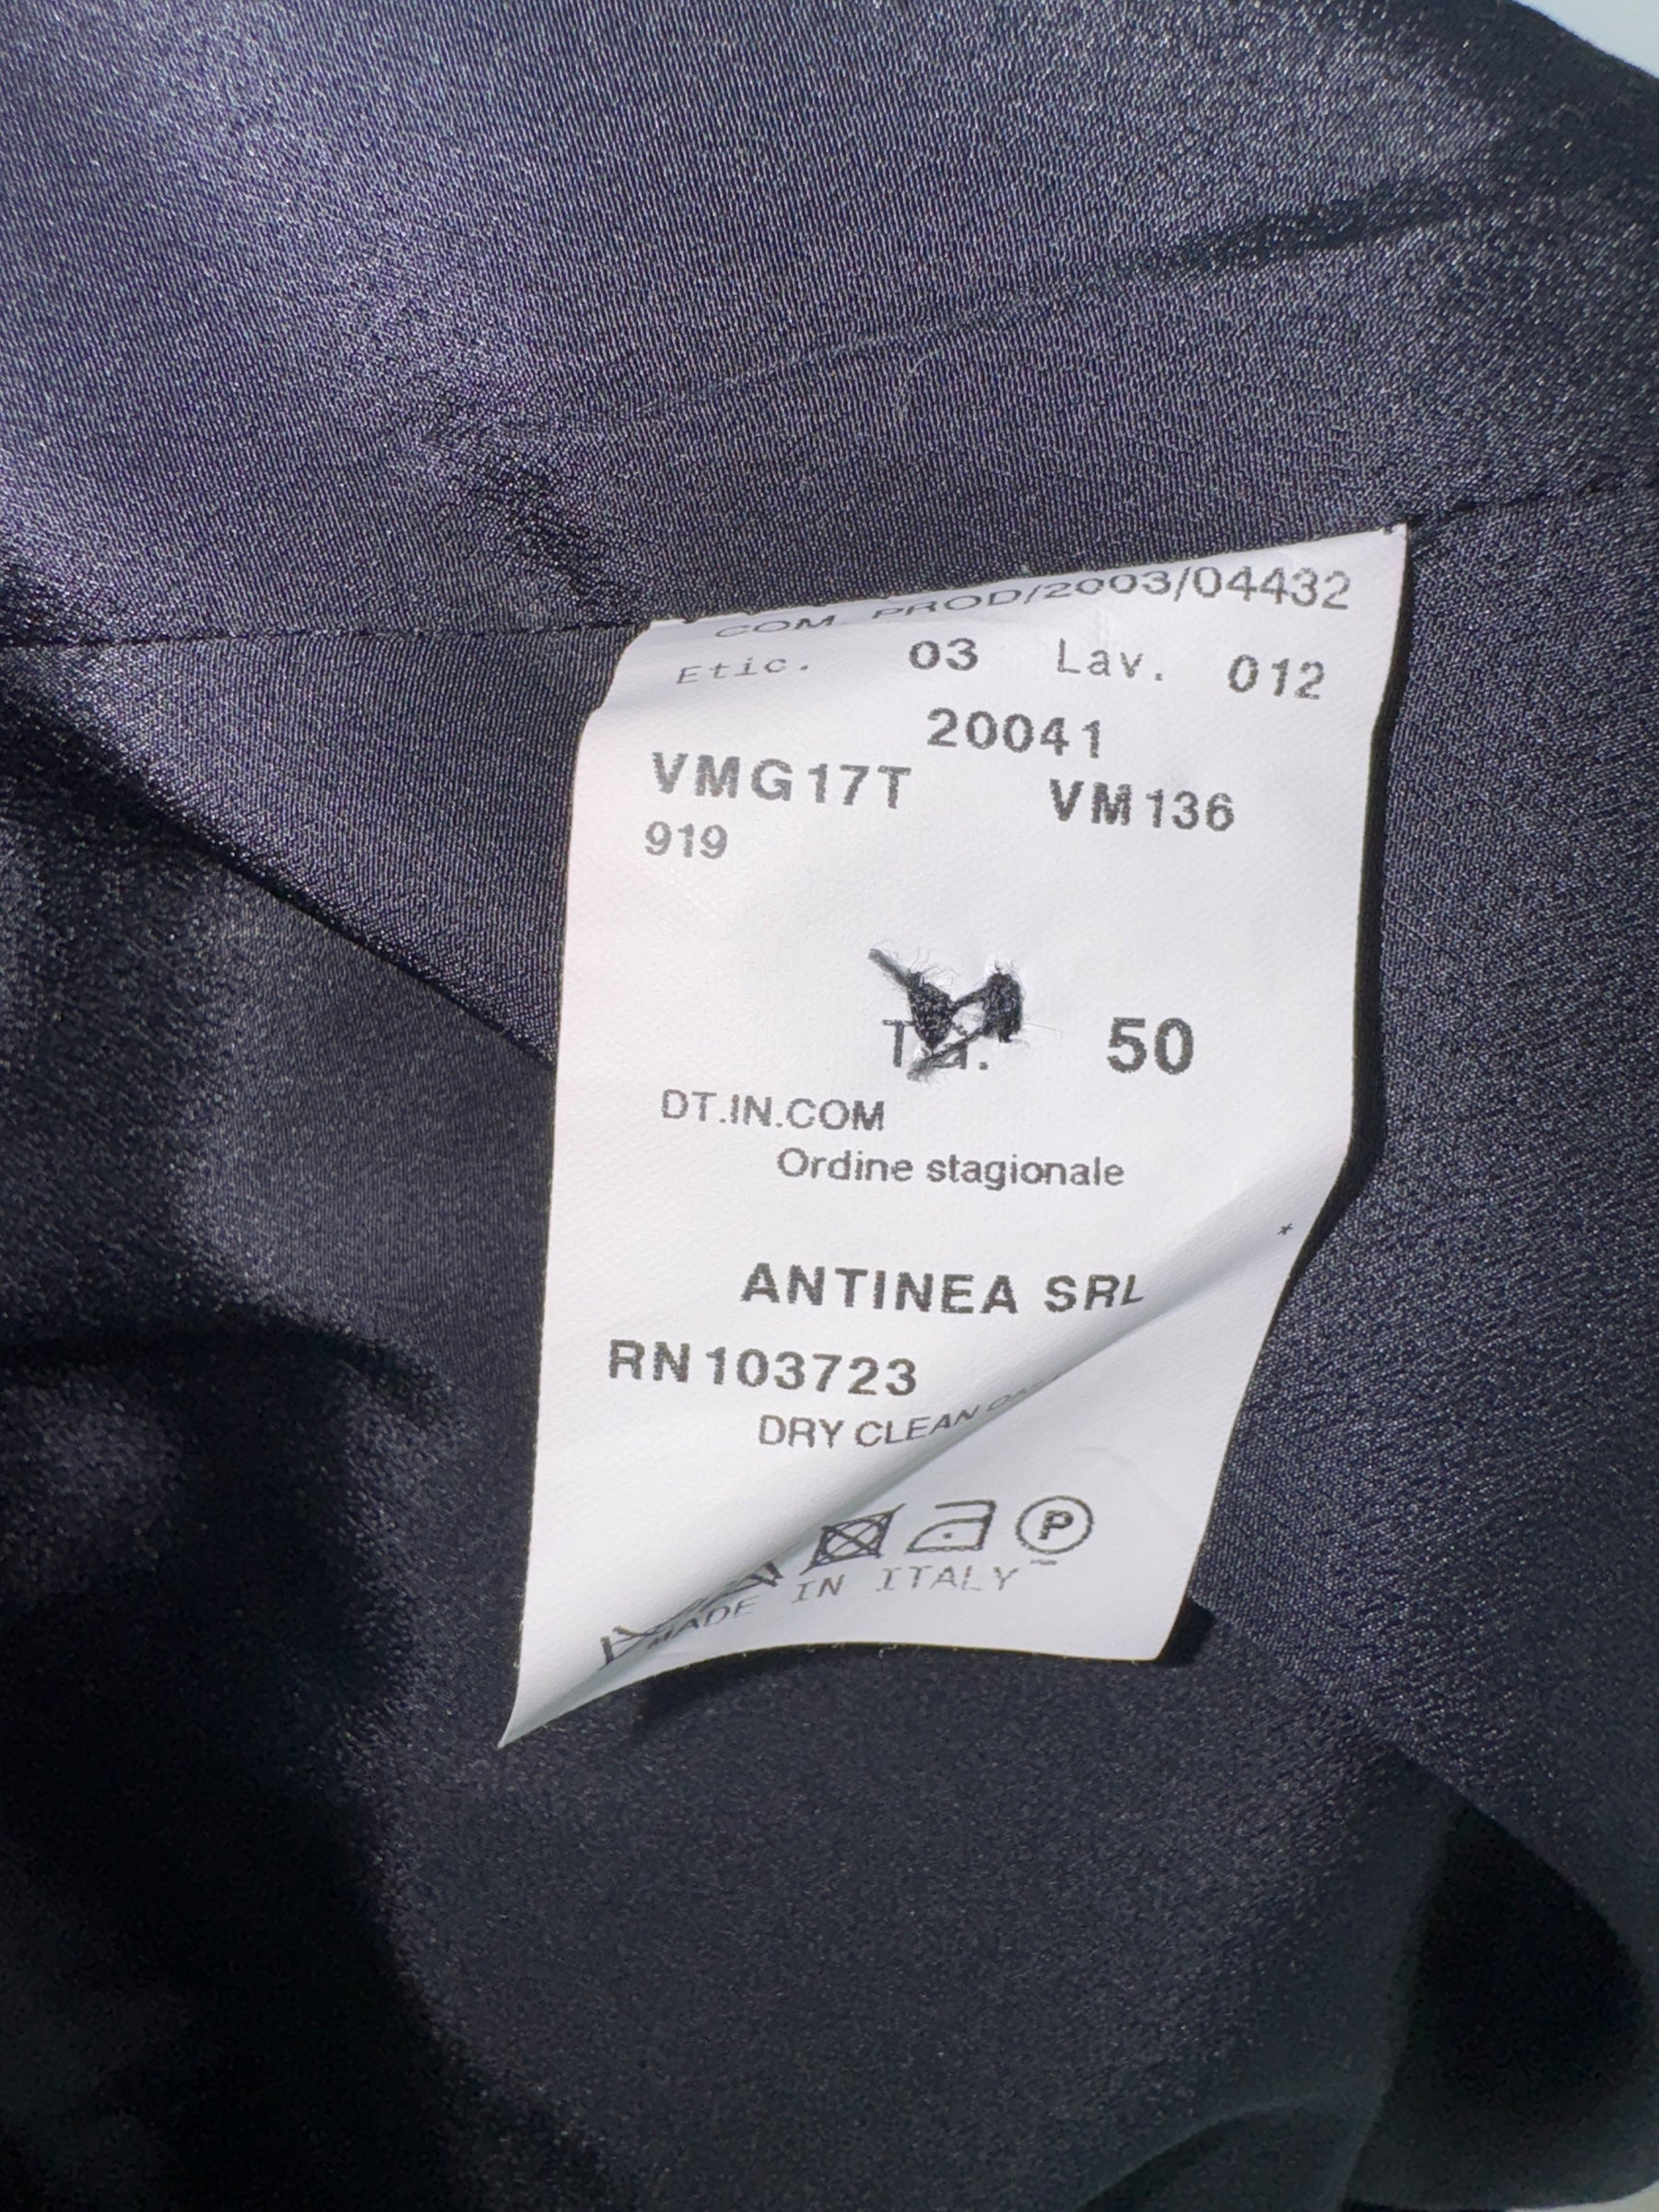 COM. PROD/2003/04432
Etic. 03 Lav. 012
20041
VMG17T VM136
919
Ta. 50
DT.IN.COM
Ordine stagionale
*
ANTINEA SRL
RN103723
DRY CLEAN
P
MADE IN ITALY